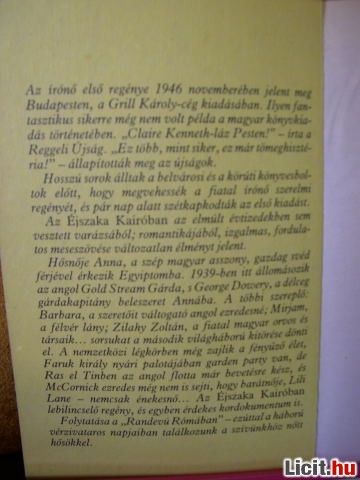 Az írónő első regénye 1946 novemberében jelent meg
Budapesten, a Grill Károly-cég kiadásában. Ilyen fan-
tasztikus sikerre még nem volt példa a magyar könyvkia-
dás történetében. „Claire Kenneth-láz Pesten!" – írta a
Reggeli Újság. „Ez több, mint siker, ez már tömeghiszté-
ria!" – állapították meg az újságok.
Hosszú sorok álltak a belvárosi és a körúti könyvesbol-
tok előtt, hogy megvehessék a fiatal írónő szerelmi
regényét, és pár nap alatt szétkapkodták az első kiadást.
Az Éjszaka Kairóban az elmúlt évtizedekben sem
vesztett varázsából; romantikájából, izgalmas, fordula-
tos meseszövése változatlan élményt jelent.
Hősnője Anna, a szép magyar asszony, gazdag svéd
férjével érkezik Egyiptomba. 1939-ben itt állomásozik
az angol Gold Stream Gárda, s George Dowery, a délceg
gárdakapitány beleszeret Annába. A többi szereplő:
Barbara, a szeretőit váltogató angol ezredesné; Mirjam,
a félvér lány; Zilahy Zoltán, a fiatal magyar orvos és
társaik... sorsukat a második világháború kitörése dönti
el. A nemzetközi légkörben még zajlik a fényűző élet,
Faruk király nyári palotájában garden party van, de
Ras el Tinben az angol flotta már bevetésre kész, és
McCormick ezredes még nem is sejti, hogy barátnője, Lili
Lane – nemcsak énekesnő... Az Éjszaka Kairóban
lebilincselő regény, és egyben érdekes kordokumentum is.
Folytatása a „Randevú Rómában" – ezúttal a háború
vérzivataros napjaiban találkozunk a szívünkhöz nőtt
hősökkel.
Licit.hu